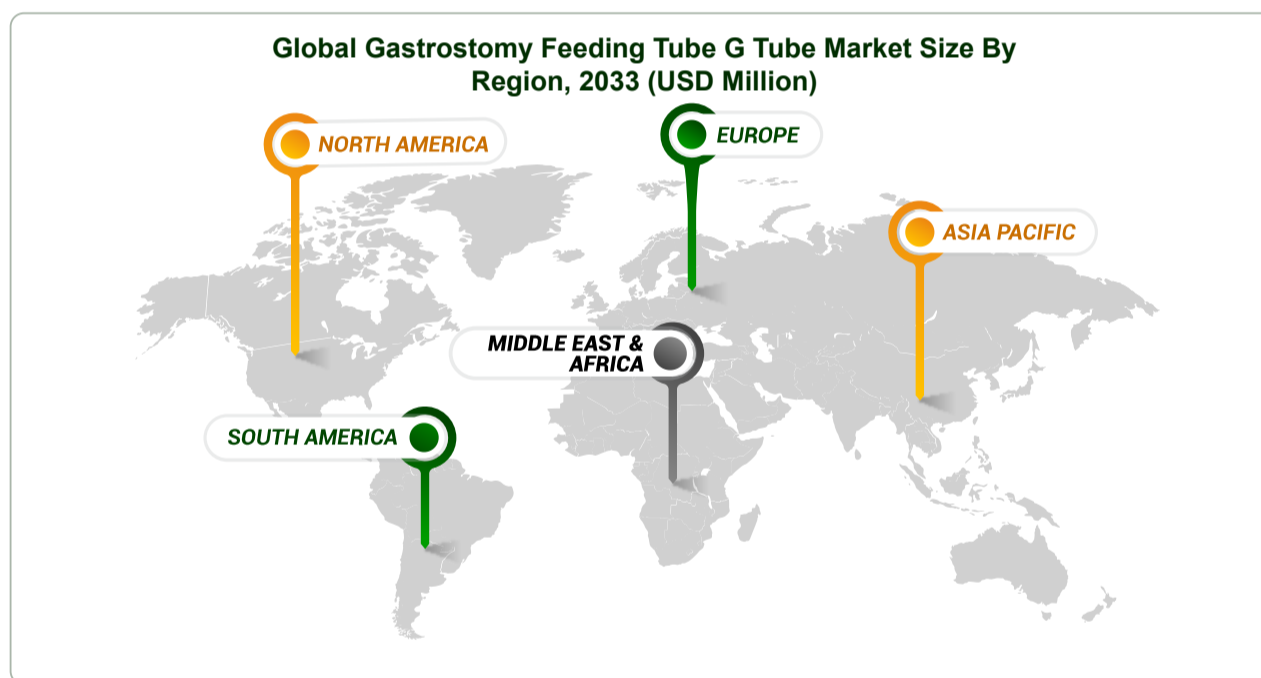 Global Gastrostomy Feeding Tube G Tube Market Size By
Region, 2033 (USD Million)
NORTH AMERICA
EUROPE
ASIA PACIFIC
MIDDLE EAST &
AFRICA
SOUTH AMERICA